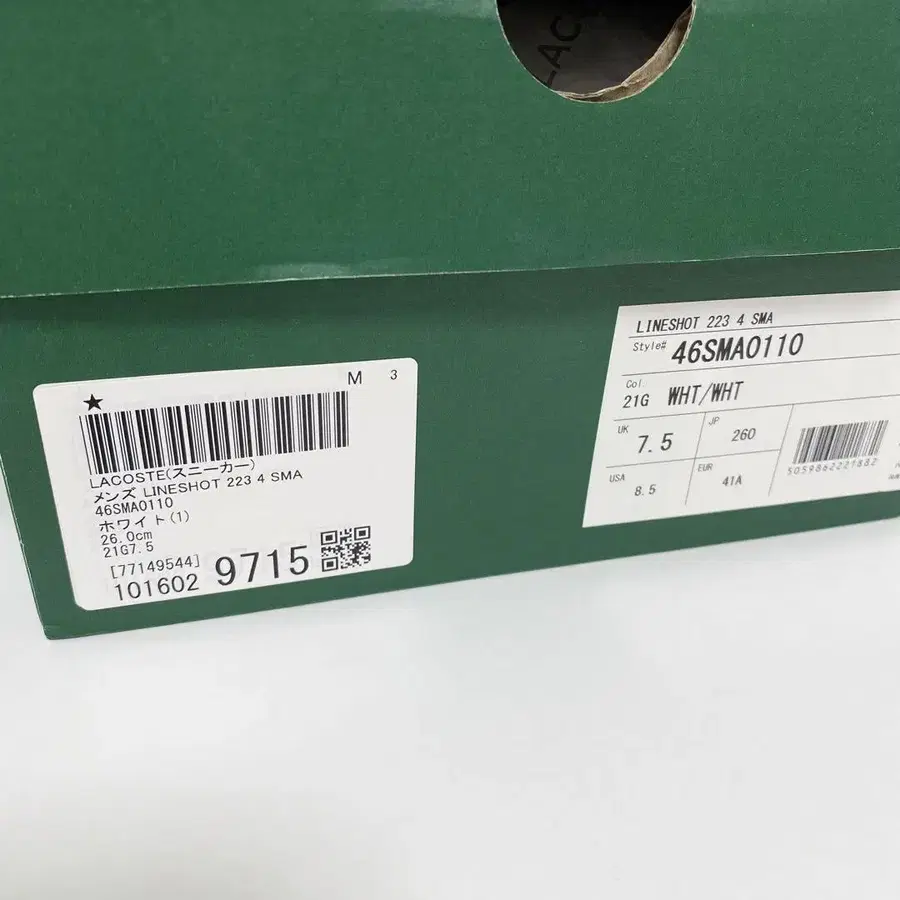 LAC
M 3
★
LACOSTE(スニーカー)
メンズ LINESHOT 223 4 SMA
46SMA0110
ホワイト(1)
26.0cm
21G7.5
[77149544]
101602 9715
LINESHOT 223 4 SMA
Style# 46SMA0110
Col.
21G WHT/WHT
UK 7.5 JP 260
USA 8.5 EUR 41A
5059862221882